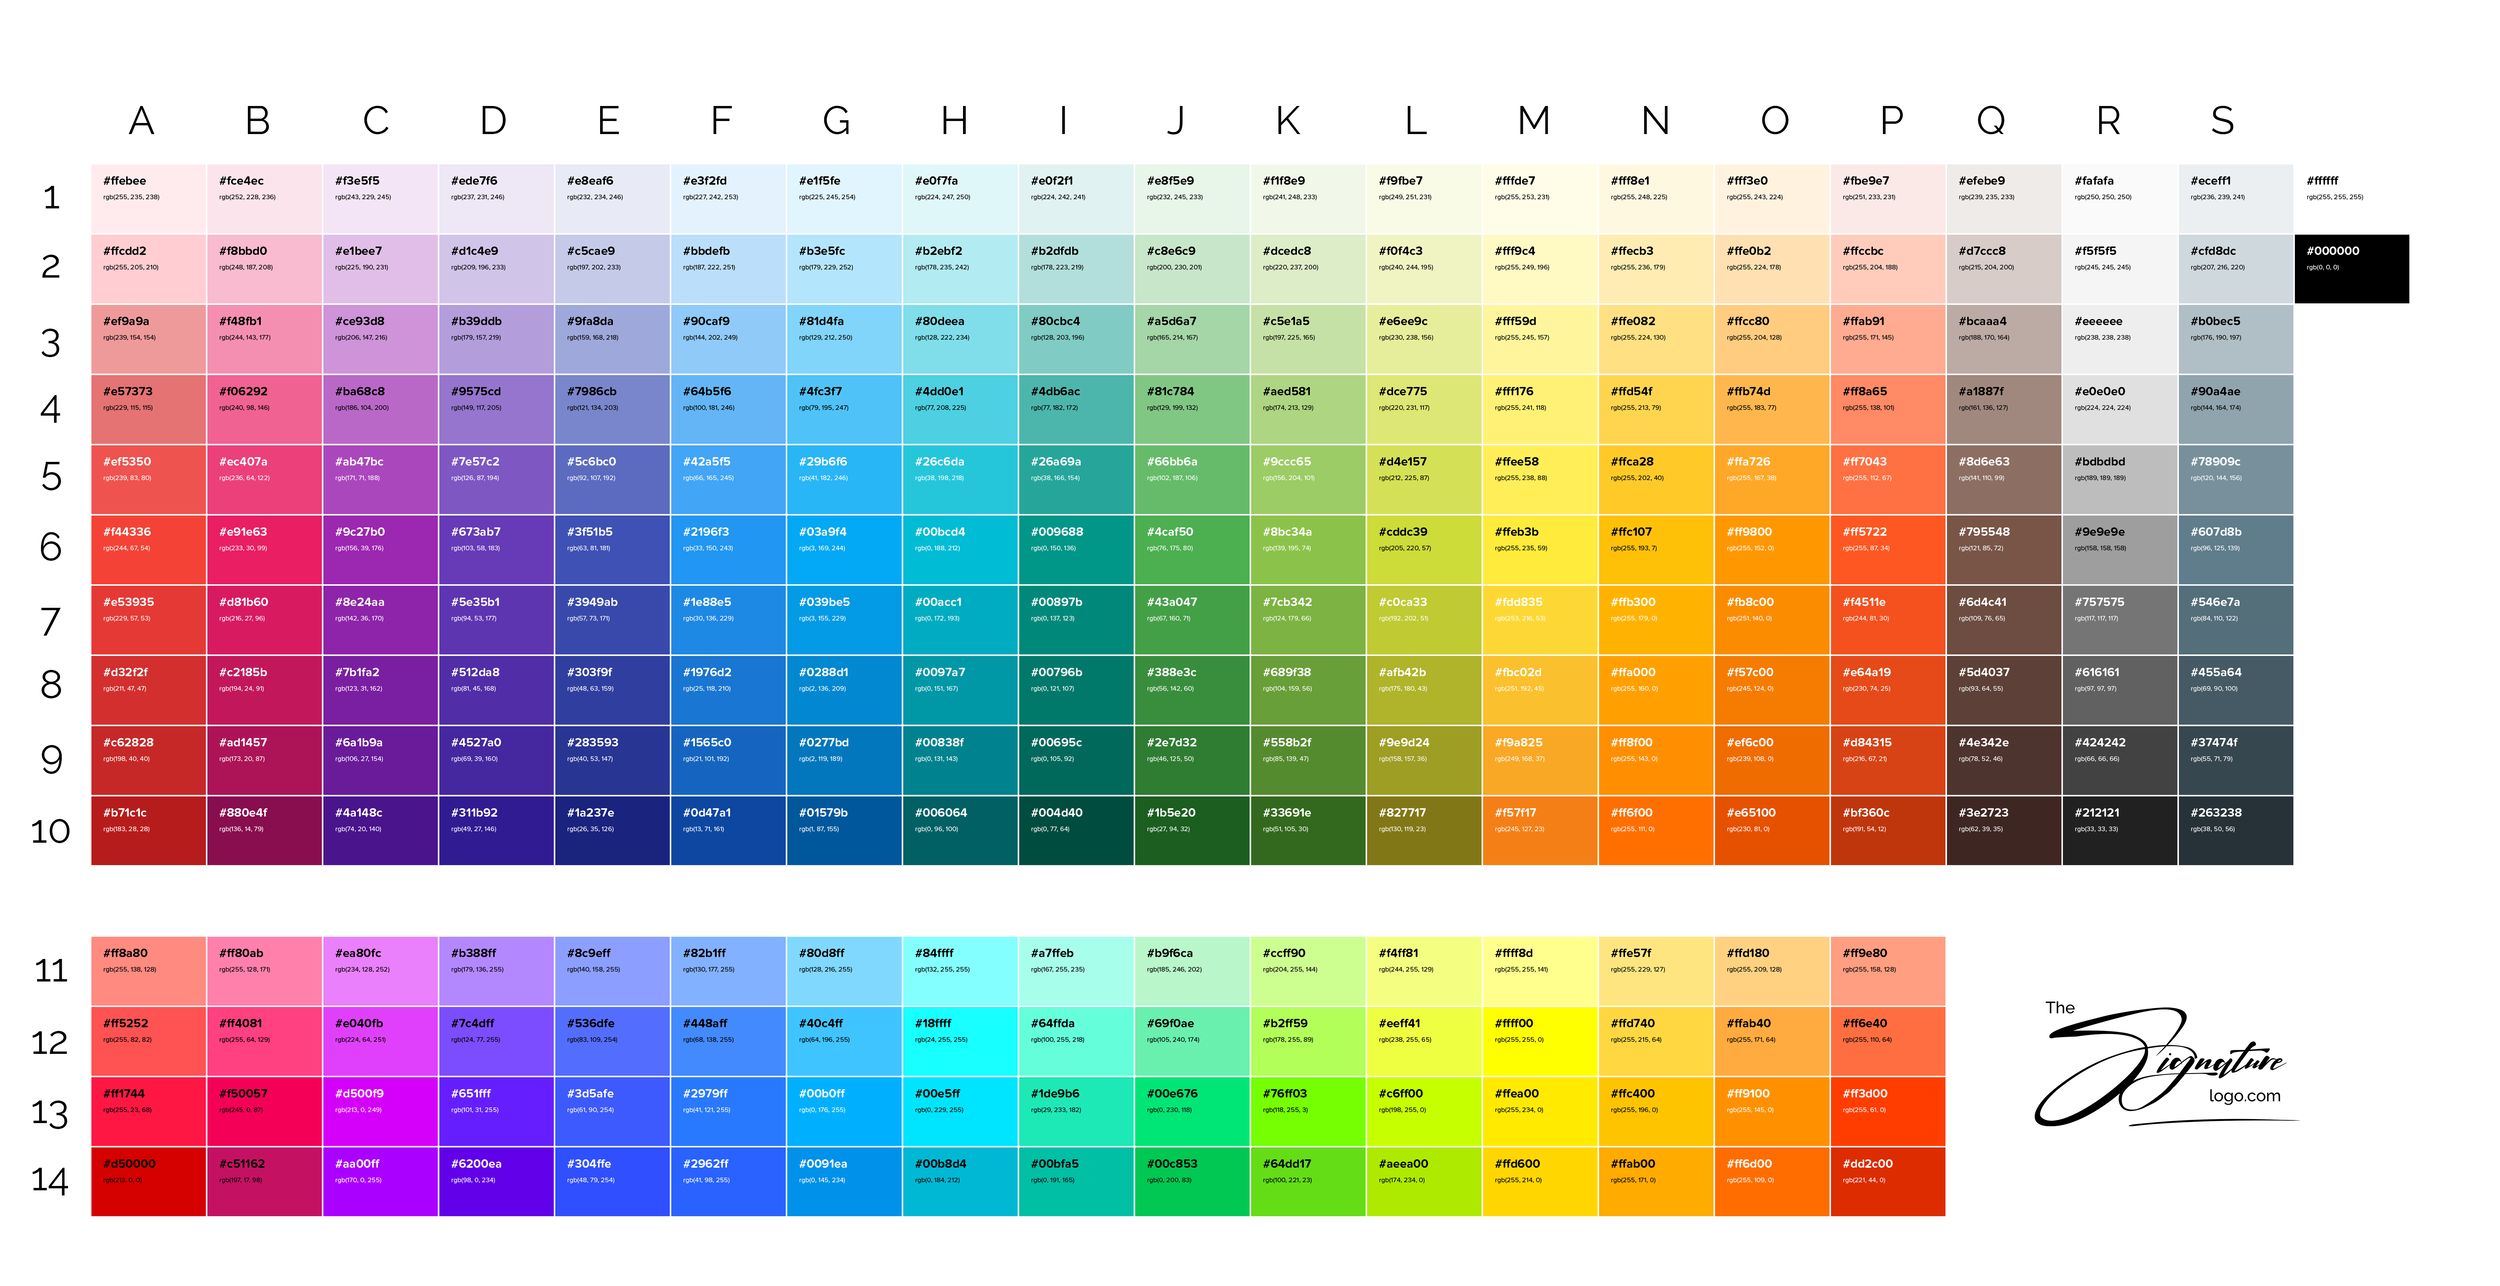 A B C D E F G H I J K L M N O P Q R S
1 #ffebee #fce4ec #f3e5f5 #ede7f6 #e8eaf6 #e3f2fd #e1f5fe #e0f7fa #e0f2f1 #e8f5e9 #f1f8e9 #f9fbe7 #fffde7 #fff8e1 #fff3e0 #fbe9e7 #efebe9 #fafafa #eceff1 #ffffff
rgb(255, 235, 238) rgb(252, 228, 236) rgb(243, 229, 245) rgb(237, 231, 246) rgb(232, 234, 246) rgb(227, 242, 253) rgb(225, 245, 254) rgb(224, 247, 250) rgb(224, 242, 241) rgb(232, 245, 233) rgb(241, 248, 233) rgb(249, 251, 231) rgb(255, 253, 231) rgb(255, 248, 225) rgb(255, 243, 224) rgb(251, 233, 231) rgb(239, 235, 233) rgb(250, 250, 250) rgb(236, 239, 241) rgb(255, 255, 255)
2 #ffcdd2 #f8bbd0 #e1bee7 #d1c4e9 #c5cae9 #bbdefb #b3e5fc #b2ebf2 #b2dfdb #c8e6c9 #dcedc8 #f0f4c3 #fff9c4 #ffecb3 #ffe0b2 #ffccbc #d7ccc8 #f5f5f5 #cfd8dc #000000
rgb(255, 205, 210) rgb(248, 187, 208) rgb(225, 190, 231) rgb(209, 196, 233) rgb(197, 202, 233) rgb(187, 222, 251) rgb(179, 229, 252) rgb(178, 235, 242) rgb(178, 223, 219) rgb(200, 230, 201) rgb(220, 237, 200) rgb(240, 244, 195) rgb(255, 249, 196) rgb(255, 236, 179) rgb(255, 224, 178) rgb(255, 204, 188) rgb(215, 204, 200) rgb(245, 245, 245) rgb(207, 216, 220) rgb(0, 0, 0)
3 #ef9a9a #f48fb1 #ce93d8 #b39ddb #9fa8da #90caf9 #81d4fa #80deea #80cbc4 #a5d6a7 #c5e1a5 #e6ee9c #fff59d #ffe082 #ffcc80 #ffab91 #bcaaa4 #eeeeee #b0bec5
rgb(239, 154, 154) rgb(244, 143, 177) rgb(206, 147, 216) rgb(179, 157, 219) rgb(159, 168, 218) rgb(144, 202, 249) rgb(129, 212, 250) rgb(128, 222, 234) rgb(128, 203, 196) rgb(165, 214, 167) rgb(197, 225, 165) rgb(230, 238, 156) rgb(255, 245, 157) rgb(255, 224, 130) rgb(255, 204, 128) rgb(255, 171, 145) rgb(188, 170, 164) rgb(238, 238, 238) rgb(176, 190, 197)
4 #e57373 #f06292 #ba68c8 #9575cd #7986cb #64b5f6 #4fc3f7 #4dd0e1 #4db6ac #81c784 #aed581 #dce775 #fff176 #ffd54f #ffb74d #ff8a65 #a1887f #e0e0e0 #90a4ae
rgb(229, 115, 115) rgb(240, 98, 146) rgb(186, 104, 200) rgb(149, 117, 205) rgb(121, 134, 203) rgb(100, 181, 246) rgb(79, 195, 247) rgb(77, 208, 225) rgb(77, 182, 172) rgb(129, 199, 132) rgb(174, 213, 129) rgb(220, 231, 117) rgb(255, 241, 118) rgb(255, 213, 79) rgb(255, 183, 77) rgb(255, 138, 101) rgb(161, 136, 127) rgb(224, 224, 224) rgb(144, 164, 174)
5 #ef5350 #ec407a #ab47bc #7e57c2 #5c6bc0 #42a5f5 #29b6f6 #26c6da #26a69a #66bb6a #9ccc65 #d4e157 #ffee58 #ffca28 #ffa726 #ff7043 #8d6e63 #bdbdbd #78909c
rgb(239, 83, 80) rgb(236, 64, 122) rgb(171, 71, 188) rgb(126, 87, 194) rgb(92, 107, 192) rgb(66, 165, 245) rgb(41, 182, 246) rgb(38, 198, 218) rgb(38, 166, 154) rgb(102, 187, 106) rgb(156, 204, 101) rgb(212, 225, 87) rgb(255, 238, 88) rgb(255, 202, 40) rgb(255, 167, 38) rgb(255, 112, 67) rgb(141, 110, 99) rgb(189, 189, 189) rgb(120, 144, 156)
6 #f44336 #e91e63 #9c27b0 #673ab7 #3f51b5 #2196f3 #03a9f4 #00bcd4 #009688 #4caf50 #8bc34a #cddc39 #ffeb3b #ffc107 #ff9800 #ff5722 #795548 #9e9e9e #607d8b
rgb(244, 67, 54) rgb(233, 30, 99) rgb(156, 39, 176) rgb(103, 58, 183) rgb(63, 81, 181) rgb(33, 150, 243) rgb(3, 169, 244) rgb(0, 188, 212) rgb(0, 150, 136) rgb(76, 175, 80) rgb(139, 195, 74) rgb(205, 220, 57) rgb(255, 235, 59) rgb(255, 193, 7) rgb(255, 152, 0) rgb(255, 87, 34) rgb(121, 85, 72) rgb(158, 158, 158) rgb(96, 125, 139)
7 #e53935 #d81b60 #8e24aa #5e35b1 #3949ab #1e88e5 #039be5 #00acc1 #00897b #43a047 #7cb342 #c0ca33 #fdd835 #ffb300 #fb8c00 #f4511e #6d4c41 #757575 #546e7a
rgb(229, 57, 53) rgb(216, 27, 96) rgb(142, 36, 170) rgb(94, 53, 177) rgb(57, 73, 171) rgb(30, 136, 229) rgb(3, 155, 229) rgb(0, 172, 193) rgb(0, 137, 123) rgb(67, 160, 71) rgb(124, 179, 66) rgb(192, 202, 51) rgb(253, 216, 53) rgb(255, 179, 0) rgb(251, 140, 0) rgb(244, 81, 30) rgb(109, 76, 65) rgb(117, 117, 117) rgb(84, 110, 122)
8 #d32f2f #c2185b #7b1fa2 #512da8 #303f9f #1976d2 #0288d1 #0097a7 #00796b #388e3c #689f38 #afb42b #fbc02d #ffa000 #f57c00 #e64a19 #5d4037 #616161 #455a64
rgb(211, 47, 47) rgb(194, 24, 91) rgb(123, 31, 162) rgb(81, 45, 168) rgb(48, 63, 159) rgb(25, 118, 210) rgb(2, 136, 209) rgb(0, 151, 167) rgb(0, 121, 107) rgb(56, 142, 60) rgb(104, 159, 56) rgb(175, 180, 43) rgb(251, 192, 45) rgb(255, 160, 0) rgb(245, 124, 0) rgb(230, 74, 25) rgb(93, 64, 55) rgb(97, 97, 97) rgb(69, 90, 100)
9 #c62828 #ad1457 #6a1b9a #4527a0 #283593 #1565c0 #0277bd #00838f #00695c #2e7d32 #558b2f #9e9d24 #f9a825 #ff8f00 #ef6c00 #d84315 #4e342e #424242 #37474f
rgb(198, 40, 40) rgb(173, 20, 87) rgb(106, 27, 154) rgb(69, 39, 160) rgb(40, 53, 147) rgb(21, 101, 192) rgb(2, 119, 189) rgb(0, 131, 143) rgb(0, 105, 92) rgb(46, 125, 50) rgb(85, 139, 47) rgb(158, 157, 36) rgb(249, 168, 37) rgb(255, 143, 0) rgb(239, 108, 0) rgb(216, 67, 21) rgb(78, 52, 46) rgb(66, 66, 66) rgb(55, 71, 79)
10 #b71c1c #880e4f #4a148c #311b92 #1a237e #0d47a1 #01579b #006064 #004d40 #1b5e20 #33691e #827717 #f57f17 #ff6f00 #e65100 #bf360c #3e2723 #212121 #263238
rgb(183, 28, 28) rgb(136, 14, 79) rgb(74, 20, 140) rgb(49, 27, 146) rgb(26, 35, 126) rgb(13, 71, 161) rgb(1, 87, 155) rgb(0, 96, 100) rgb(0, 77, 64) rgb(27, 94, 32) rgb(51, 105, 30) rgb(130, 119, 23) rgb(245, 127, 23) rgb(255, 111, 0) rgb(230, 81, 0) rgb(191, 54, 12) rgb(62, 39, 35) rgb(33, 33, 33) rgb(38, 50, 56)
11 #ff8a80 #ff80ab #ea80fc #b388ff #8c9eff #82b1ff #80d8ff #84ffff #a7ffeb #b9f6ca #ccff90 #f4ff81 #ffff8d #ffe57f #ffd180 #ff9e80
rgb(255, 138, 128) rgb(255, 128, 171) rgb(234, 128, 252) rgb(179, 136, 255) rgb(140, 158, 255) rgb(130, 177, 255) rgb(128, 216, 255) rgb(132, 255, 255) rgb(167, 255, 235) rgb(185, 246, 202) rgb(204, 255, 144) rgb(244, 255, 129) rgb(255, 255, 141) rgb(255, 229, 127) rgb(255, 209, 128) rgb(255, 158, 128)
12 #ff5252 #ff4081 #e040fb #7c4dff #536dfe #448aff #40c4ff #18ffff #64ffda #69f0ae #b2ff59 #eeff41 #ffff00 #ffd740 #ffab40 #ff6e40
rgb(255, 82, 82) rgb(255, 64, 129) rgb(224, 64, 251) rgb(124, 77, 255) rgb(83, 109, 254) rgb(68, 138, 255) rgb(64, 196, 255) rgb(24, 255, 255) rgb(100, 255, 218) rgb(105, 240, 174) rgb(178, 255, 89) rgb(238, 255, 65) rgb(255, 255, 0) rgb(255, 215, 64) rgb(255, 171, 64) rgb(255, 110, 64)
13 #ff1744 #f50057 #d500f9 #651fff #3d5afe #2979ff #00b0ff #00e5ff #1de9b6 #00e676 #76ff03 #c6ff00 #ffea00 #ffc400 #ff9100 #ff3d00
rgb(255, 23, 68) rgb(245, 0, 87) rgb(213, 0, 249) rgb(101, 31, 255) rgb(61, 90, 254) rgb(41, 121, 255) rgb(0, 176, 255) rgb(0, 229, 255) rgb(29, 233, 182) rgb(0, 230, 118) rgb(118, 255, 3) rgb(198, 255, 0) rgb(255, 234, 0) rgb(255, 196, 0) rgb(255, 145, 0) rgb(255, 61, 0)
14 #d50000 #c51162 #aa00ff #6200ea #304ffe #2962ff #0091ea #00b8d4 #00bfa5 #00c853 #64dd17 #aeea00 #ffd600 #ffab00 #ff6d00 #dd2c00
rgb(213, 0, 0) rgb(197, 17, 98) rgb(170, 0, 255) rgb(98, 0, 234) rgb(48, 79, 254) rgb(41, 98, 255) rgb(0, 145, 234) rgb(0, 184, 212) rgb(0, 191, 165) rgb(0, 200, 83) rgb(100, 221, 23) rgb(174, 234, 0) rgb(255, 214, 0) rgb(255, 171, 0) rgb(255, 109, 0) rgb(221, 44, 0)
The
Signature
logo.com